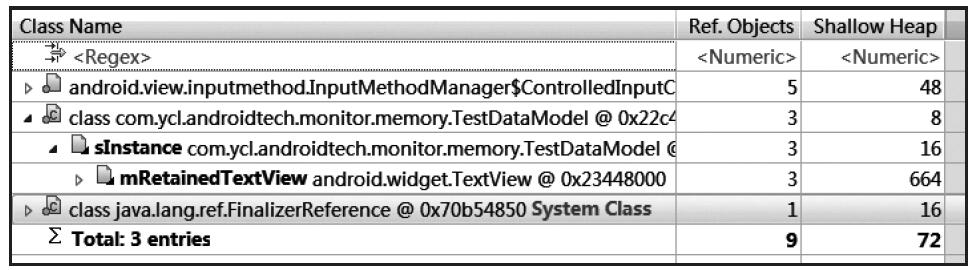 Class Name Ref. Objects Shallow Heap
<Regex> <Numeric> <Numeric>
android.view.inputmethod.InputMethodManager$ControlledInputC 5 48
class com.ycl.androidtech.monitor.memory.TestDataModel @ 0x22c4 3 8
sInstance com.ycl.androidtech.monitor.memory.TestDataModel @ 3 16
mRetainedTextView android.widget.TextView @ 0x23448000 3 664
class java.lang.ref.FinalizerReference @ 0x70b54850 System Class 1 16
Σ Total: 3 entries 9 72